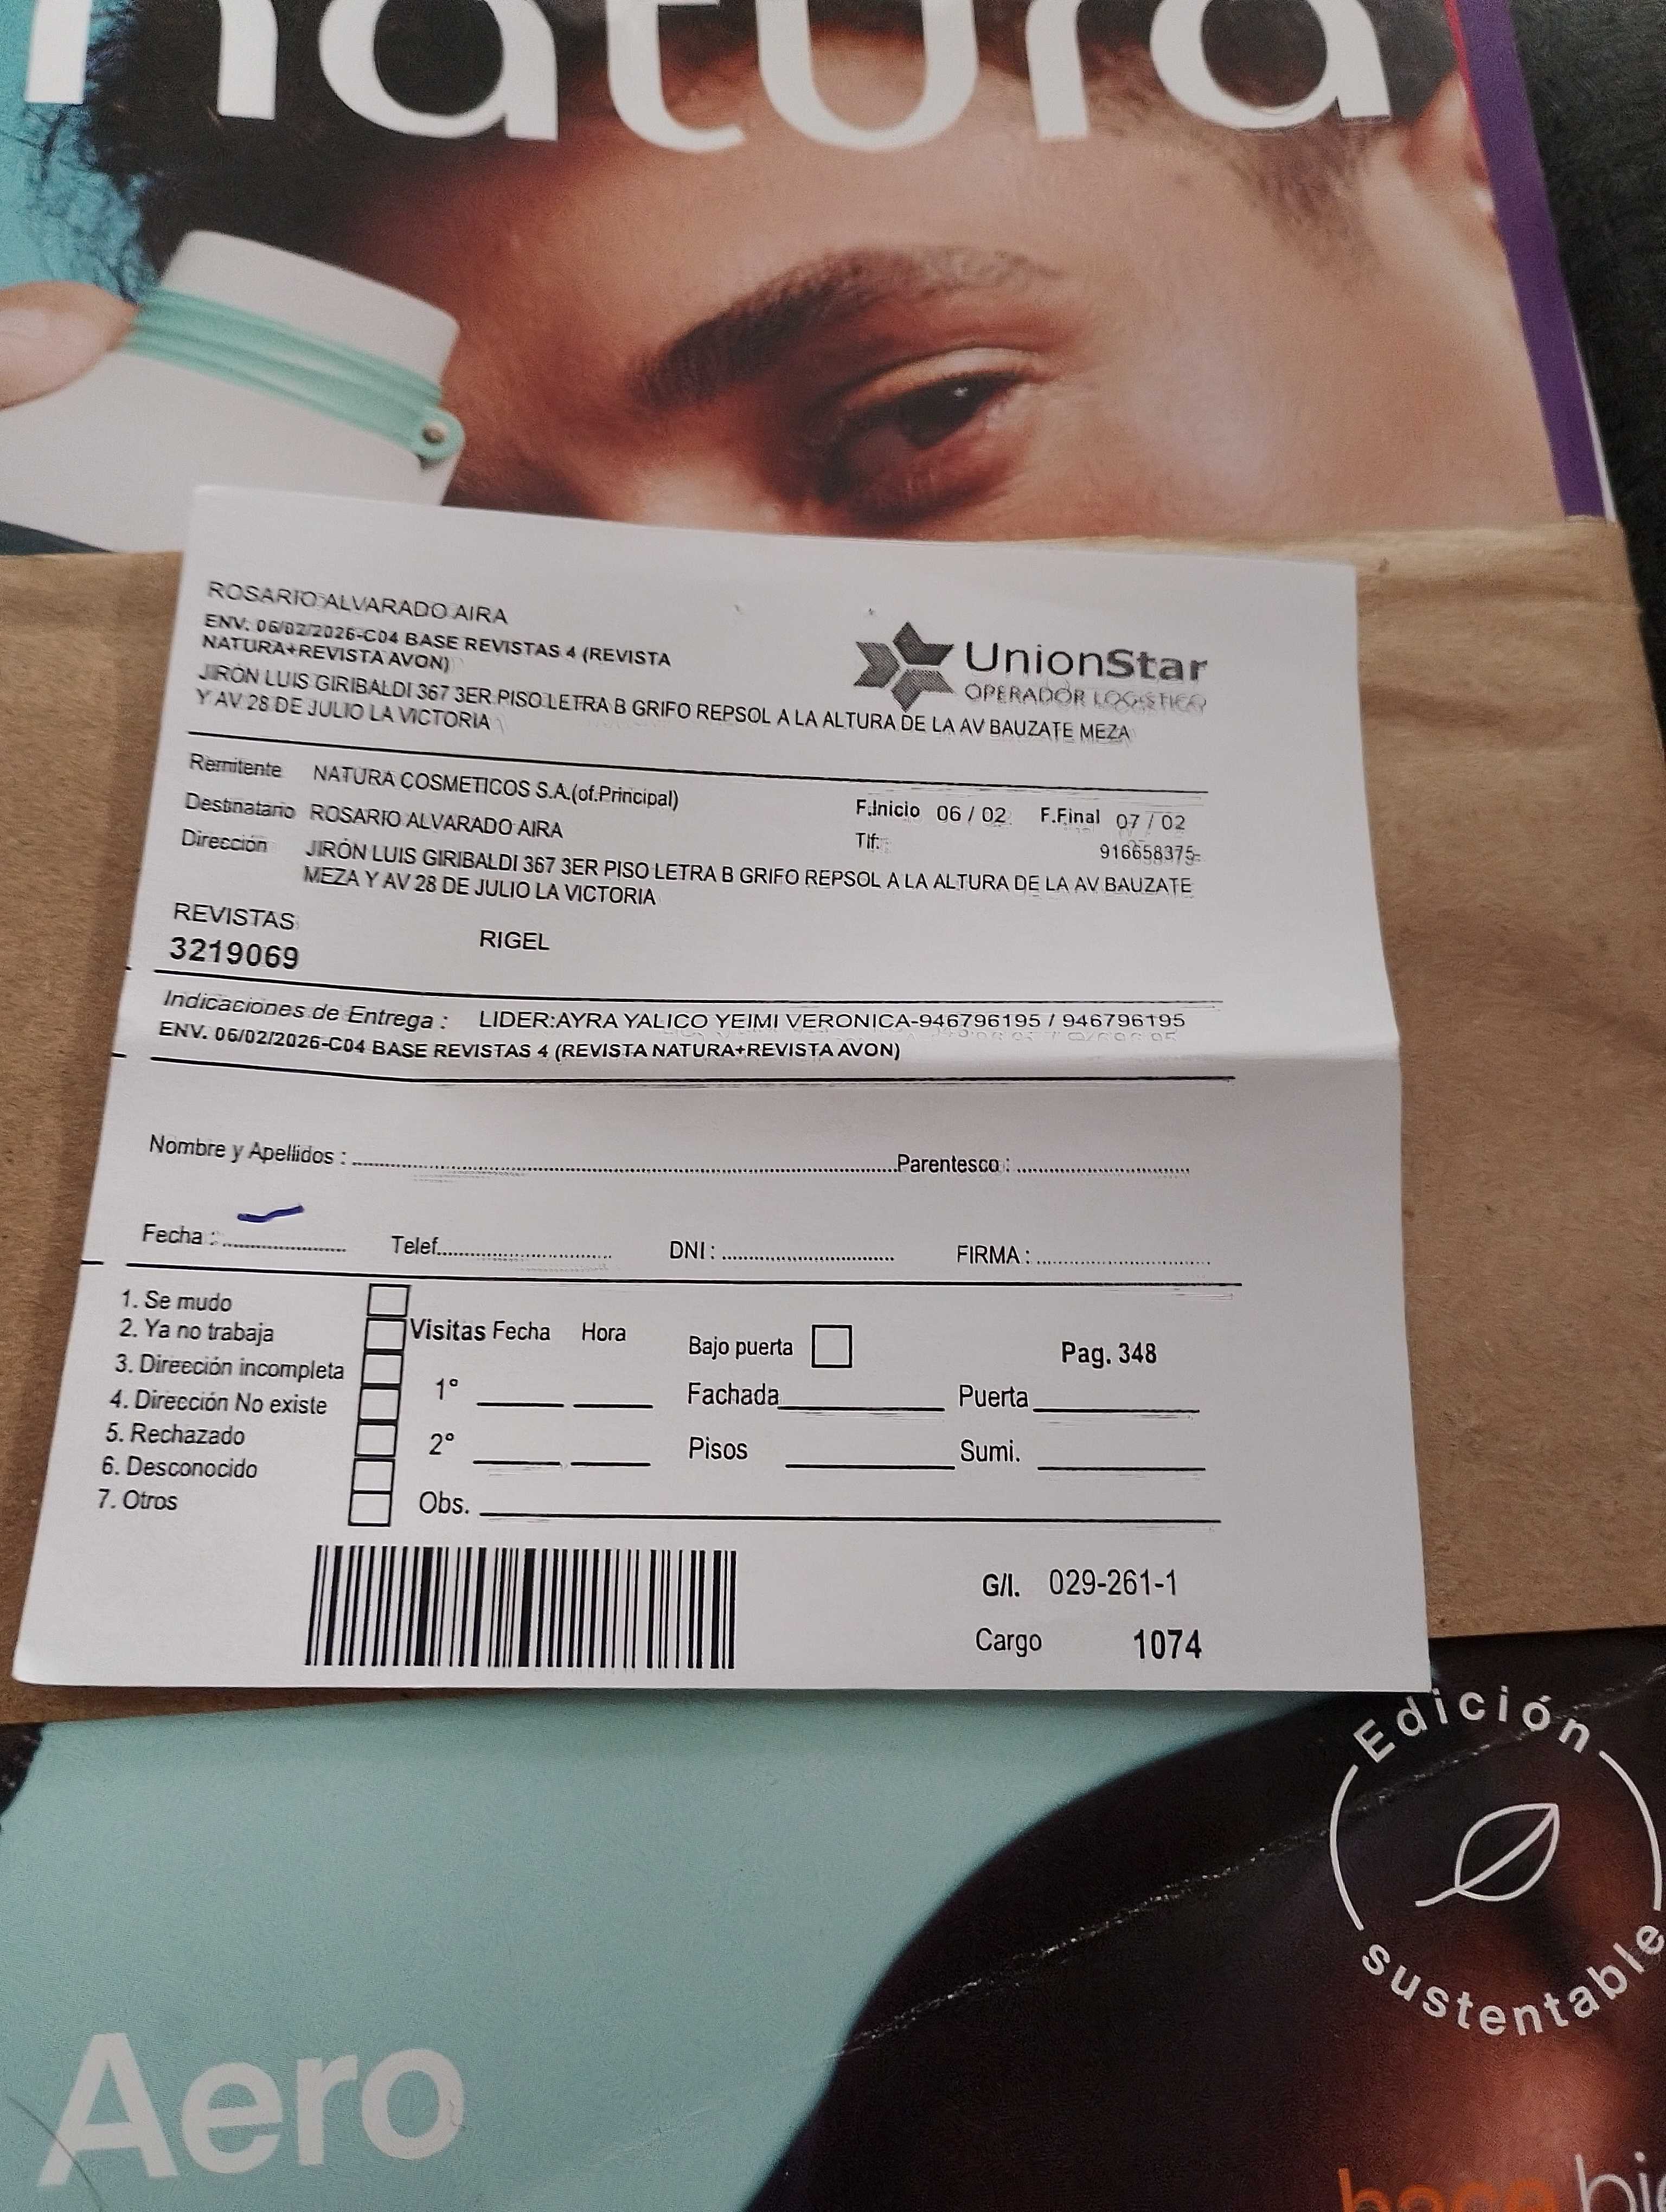 natura
ROSARIO ALVARADO AIRA
ENV. 06/02/2026-C04 BASE REVISTAS 4 (REVISTA
NATURA+REVISTA AVON)
JIRÓN LUIS GIRIBALDI 367 3ER PISO LETRA B GRIFO REPSOL A LA ALTURA DE LA AV BAUZATE MEZA
Y AV 28 DE JULIO LA VICTORIA
UnionStar
OPERADOR LOGÍSTICO
Remitente NATURA COSMETICOS S.A.(of.Principal)
F.Inicio 06 / 02 F.Final 07 / 02
Destinatario ROSARIO ALVARADO AIRA
Tlf: 916658375-
Dirección JIRÓN LUIS GIRIBALDI 367 3ER PISO LETRA B GRIFO REPSOL A LA ALTURA DE LA AV BAUZATE
MEZA Y AV 28 DE JULIO LA VICTORIA
REVISTAS
RIGEL
3219069
Indicaciones de Entrega : LIDER:AYRA YALICO YEIMI VERONICA-946796195 / 946796195
ENV. 06/02/2026-C04 BASE REVISTAS 4 (REVISTA NATURA+REVISTA AVON)
Nombre y Apellidos : Parentesco :
Fecha : Telef. DNI : FIRMA :
1. Se mudo
2. Ya no trabaja
3. Dirección incompleta
4. Dirección No existe
5. Rechazado
6. Desconocido
7. Otros
Visitas Fecha Hora
1°
2°
Obs.
Bajo puerta
Pag. 348
Fachada Puerta
Pisos Sumi.
G/I. 029-261-1
Cargo 1074
Edición
sustentable
Aero